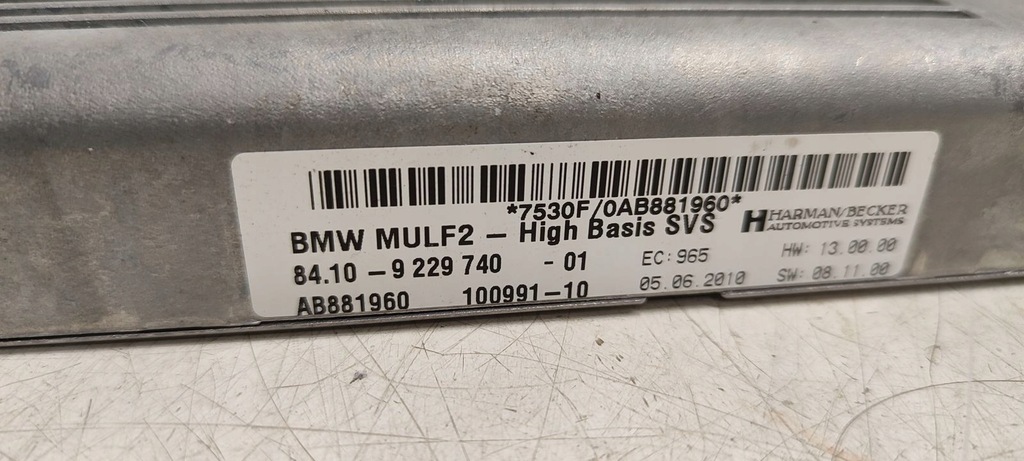 *7530F/0AB881960*
BMW MULF2 – High Basis SVS
H HARMAN/BECKER
AUTOMOTIVE SYSTEMS
84.10 – 9 229 740 - 01
EC: 965
HW: 13.00.00
AB881960 100991–10
05.06.2010
SW: 08.11.00